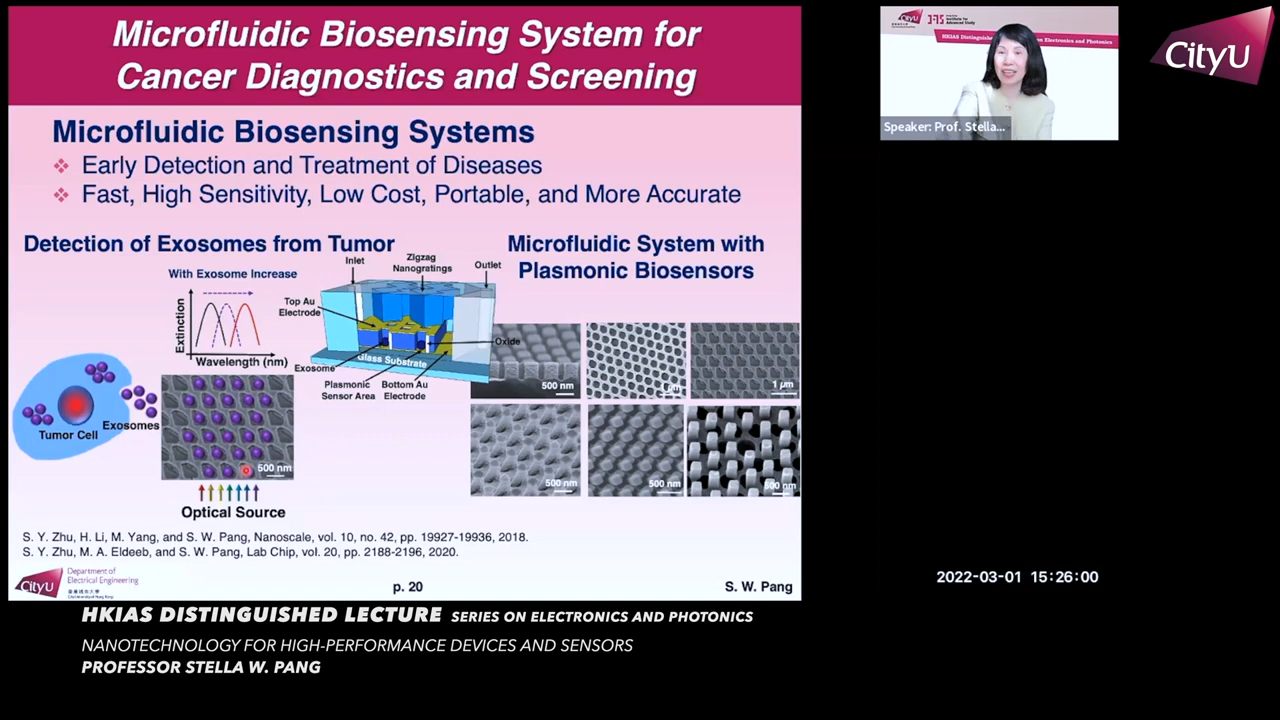 Microfluidic Biosensing System for
Cancer Diagnostics and Screening
Microfluidic Biosensing Systems
Early Detection and Treatment of Diseases
Fast, High Sensitivity, Low Cost, Portable, and More Accurate
Detection of Exosomes from Tumor
Microfluidic System with
Plasmonic Biosensors
With Exosome Increase
Extinction
Wavelength (nm)
Inlet
Zigzag
Nanogratings
Outlet
Top Au
Electrode
Oxide
Glass Substrate
Exosome
Plasmonic
Sensor Area
Bottom Au
Electrode
Tumor Cell
Exosomes
500 nm
Optical Source
500 nm
1 μm
500 nm
500 nm
500 nm
S. Y. Zhu, H. Li, M. Yang, and S. W. Pang, Nanoscale, vol. 10, no. 42, pp. 19927-19936, 2018.
S. Y. Zhu, M. A. Eldeeb, and S. W. Pang, Lab Chip, vol. 20, pp. 2188-2196, 2020.
CityU
Department of
Electrical Engineering
p. 20
S. W. Pang
CityU
HKIAS Distinguished
on Electronics and Photonics
Speaker: Prof. Stella...
CityU
2022-03-01 15:26:00
HKIAS DISTINGUISHED LECTURE SERIES ON ELECTRONICS AND PHOTONICS
NANOTECHNOLOGY FOR HIGH-PERFORMANCE DEVICES AND SENSORS
PROFESSOR STELLA W. PANG